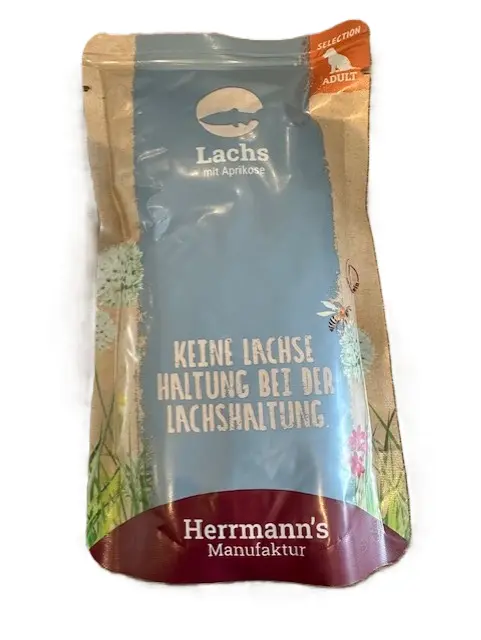 SELECTION
ADULT
Lachs
mit Aprikose
KEINE LACHSE
HALTUNG BEI DER
LACHSHALTUNG.
Herrmann's
Manufaktur